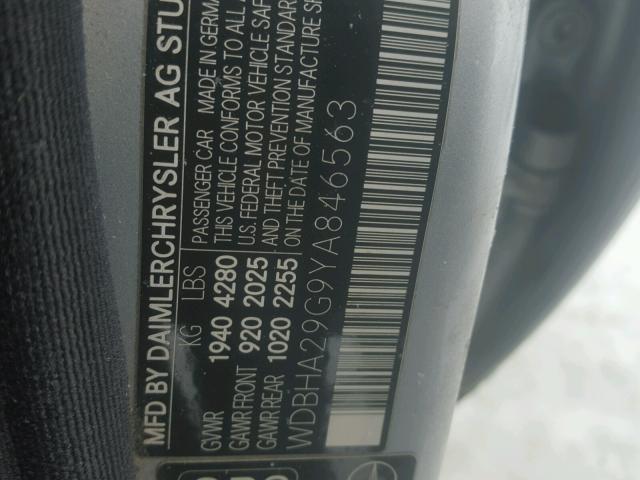 MFD BY DAIMLERCHRYSLER AG STU
KG LBS PASSENGER CAR MADE IN GERMA
GVWR 1940 4280 THIS VEHICLE CONFORMS TO ALL
GAWR FRONT 920 2025 U.S. FEDERAL MOTOR VEHICLE SAF
GAWR REAR 1020 2255 AND THEFT PREVENTION STANDAR
ON THE DATE OF MANUFACTURE S
WDBHA29G9YA846563